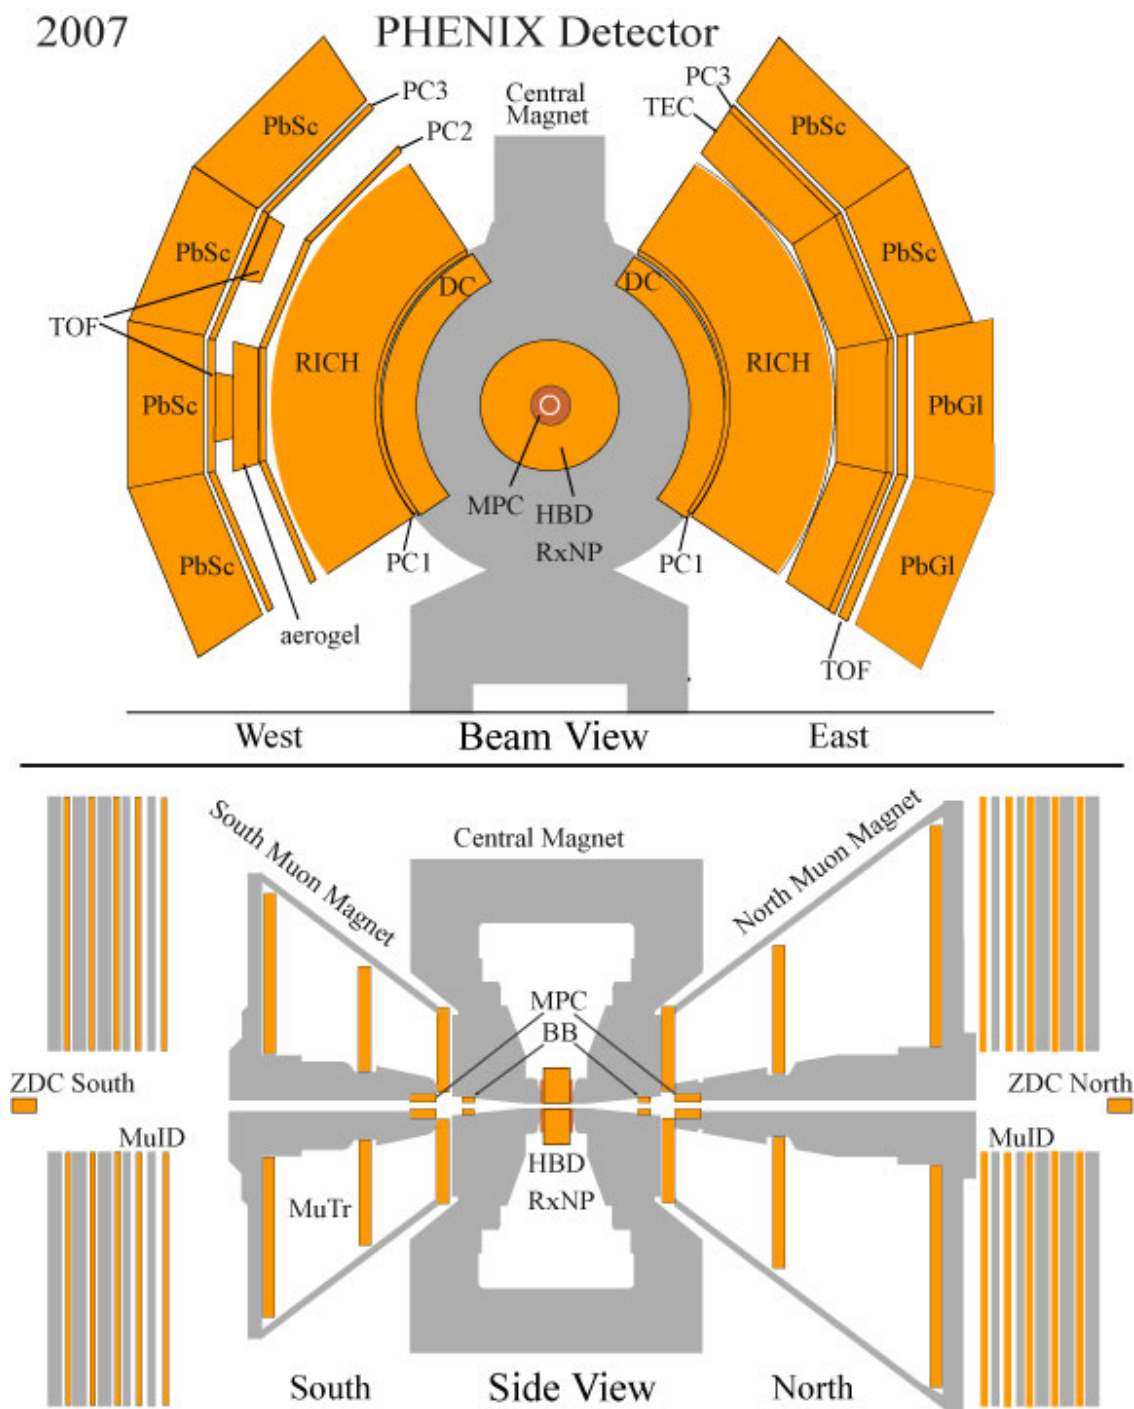 2007
PHENIX Detector
PC3
Central
Magnet
PC3
TEC
PbSc
PC2
PbSc
PbSc
DC
DC
PbSc
TOF
RICH
RICH
PbSc
PbGl
MPC
HBD
RxNP
PC1
PC1
PbSc
PbGl
aerogel
TOF
West
Beam View
East
South Muon Magnet
Central Magnet
North Muon Magnet
MPC
BB
ZDC South
ZDC North
MuID
MuID
HBD
RxNP
MuTr
South
Side View
North